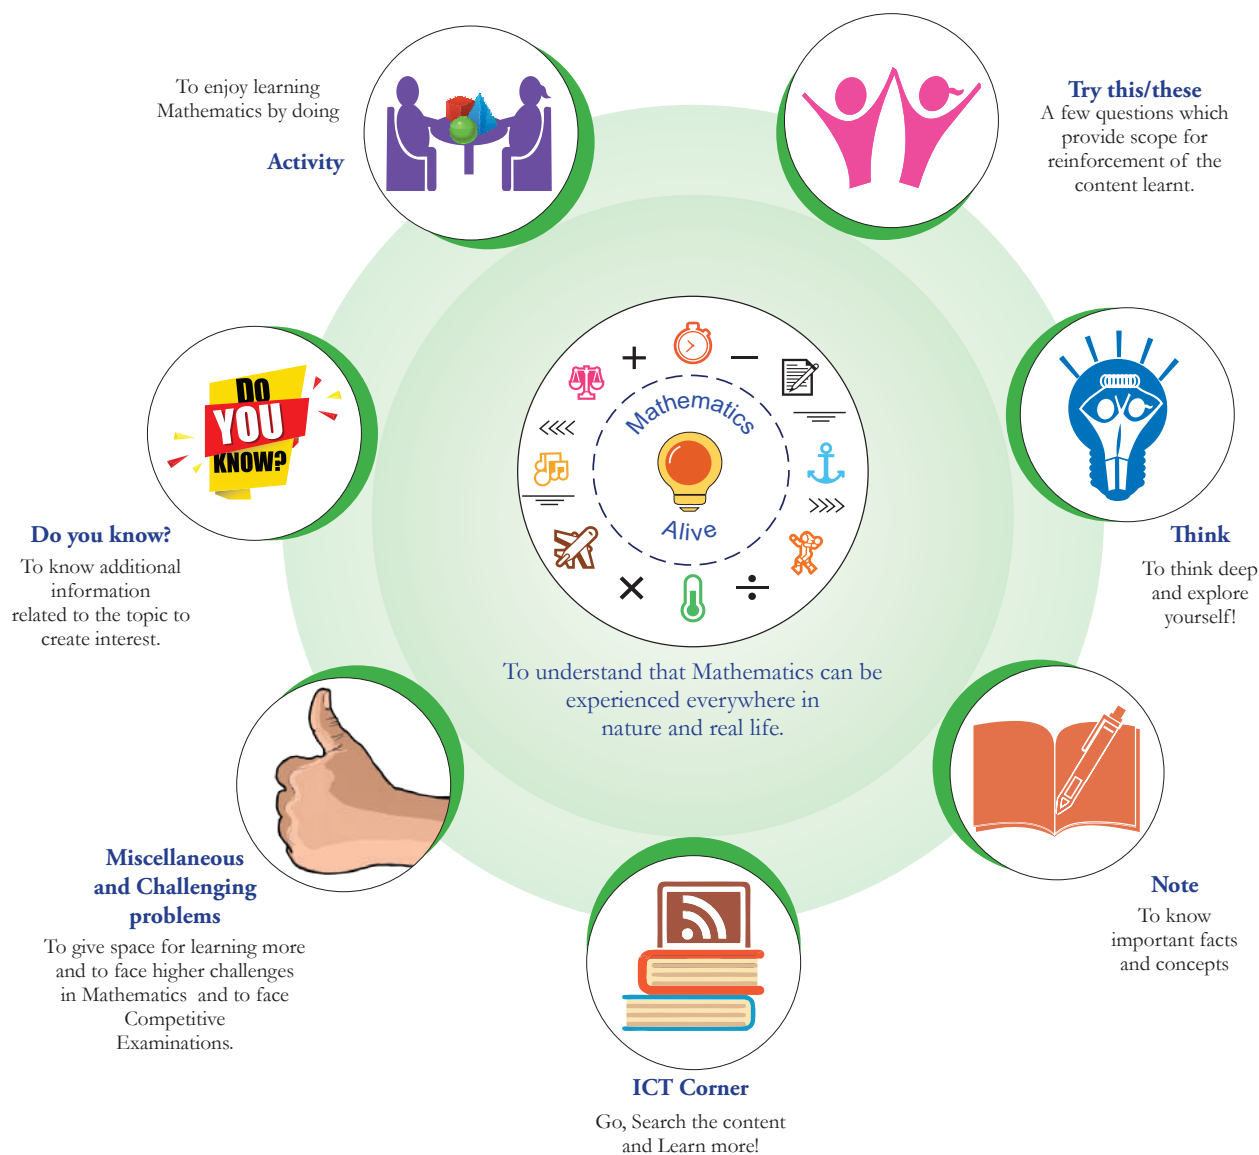 To enjoy learning
Mathematics by doing
Activity
Try this/these
A few questions which
provide scope for
reinforcement of the
content learnt.
DO
YOU
KNOW?
Do you know?
To know additional
information
related to the topic to
create interest.
Mathematics
Alive
To understand that Mathematics can be
experienced everywhere in
nature and real life.
Think
To think deep
and explore
yourself!
Miscellaneous
and Challenging
problems
To give space for learning more
and to face higher challenges
in Mathematics and to face
Competitive
Examinations.
Note
To know
important facts
and concepts
ICT Corner
Go, Search the content
and Learn more!